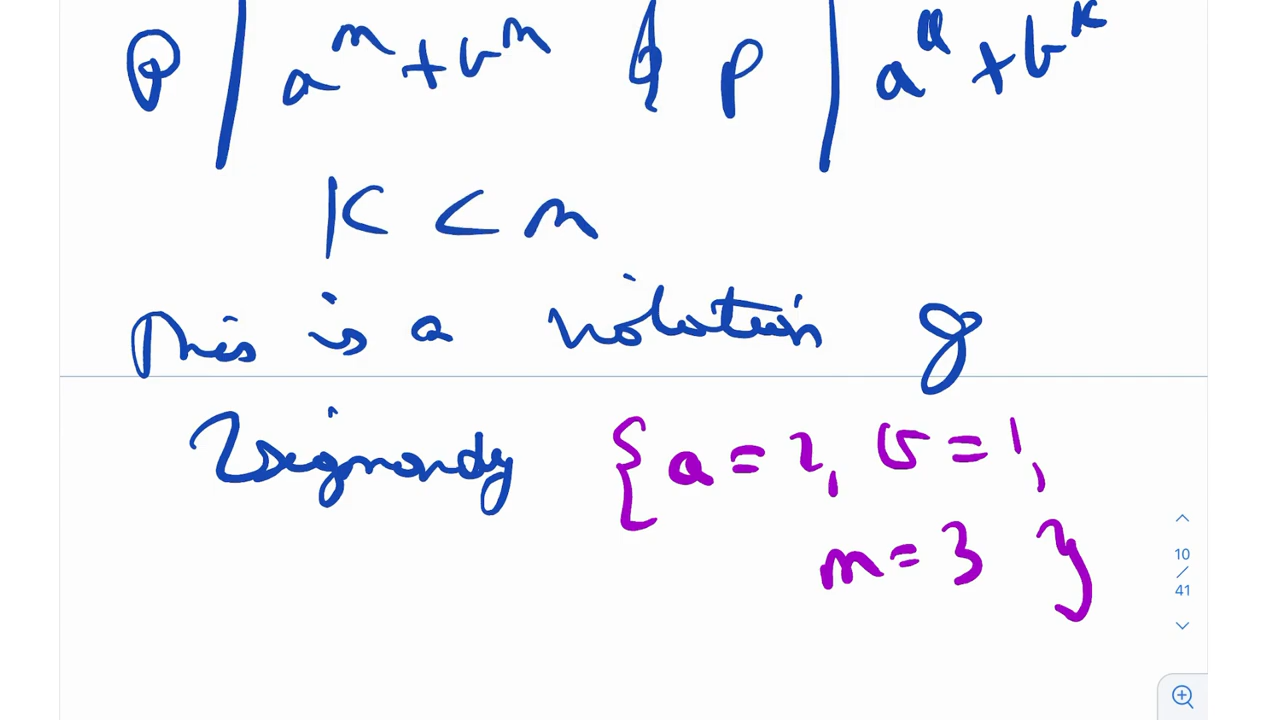 P | a^m + b^m & p | a^k + b^k
K < m
This is a violation of
Zsigmondy { a = 2, b = 1,
m = 3 }
10
/
41